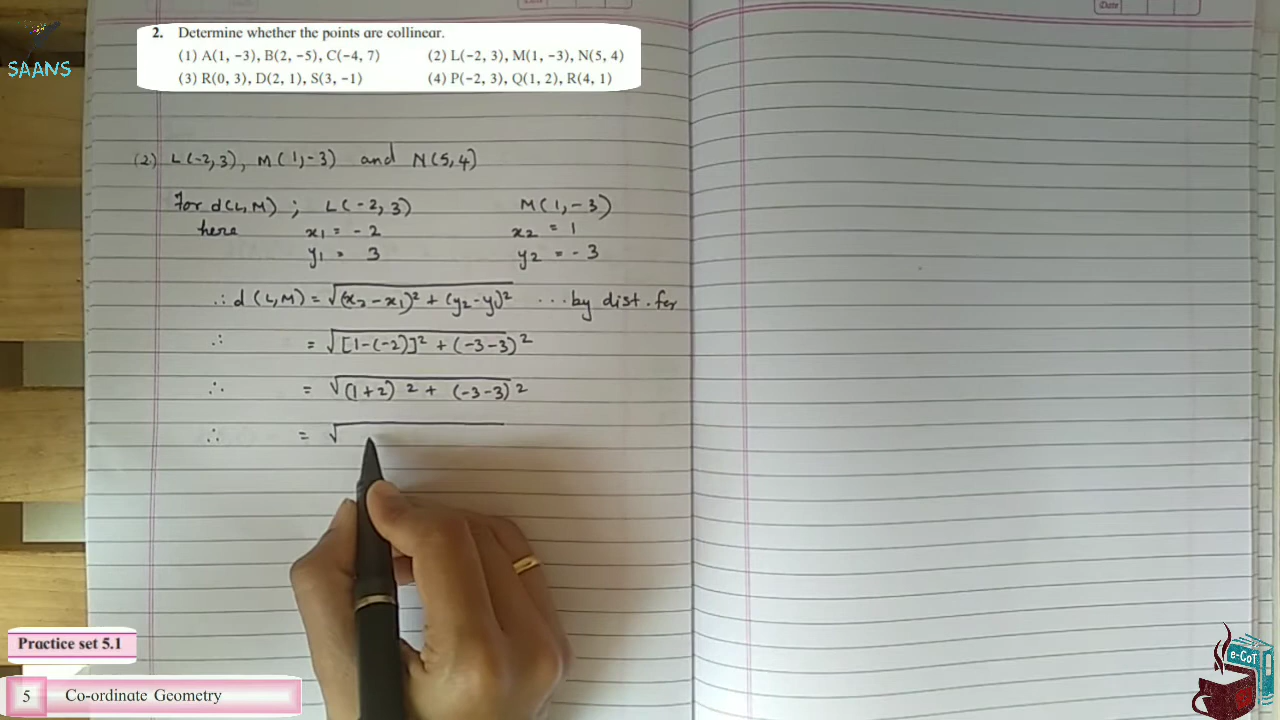 Date
Date
SAANS
2. Determine whether the points are collinear.
(1) A(1, −3), B(2, −5), C(−4, 7) (2) L(−2, 3), M(1, −3), N(5, 4)
(3) R(0, 3), D(2, 1), S(3, −1) (4) P(−2, 3), Q(1, 2), R(4, 1)
(2) L(-2,3), M(1,-3) and N(5,4)
For d(L,M) ; L(-2, 3) M(1,-3)
here x₁ = -2 x₂ = 1
y₁ = 3 y₂ = -3
∴ d(L,M) = √(x₂-x₁)² + (y₂-y₁)² ... by dist. for
∴ = √[1-(-2)]² + (-3-3)²
∴ = √(1+2)² + (-3-3)²
∴ = √
Practice set 5.1
5 Co-ordinate Geometry
e-CoT